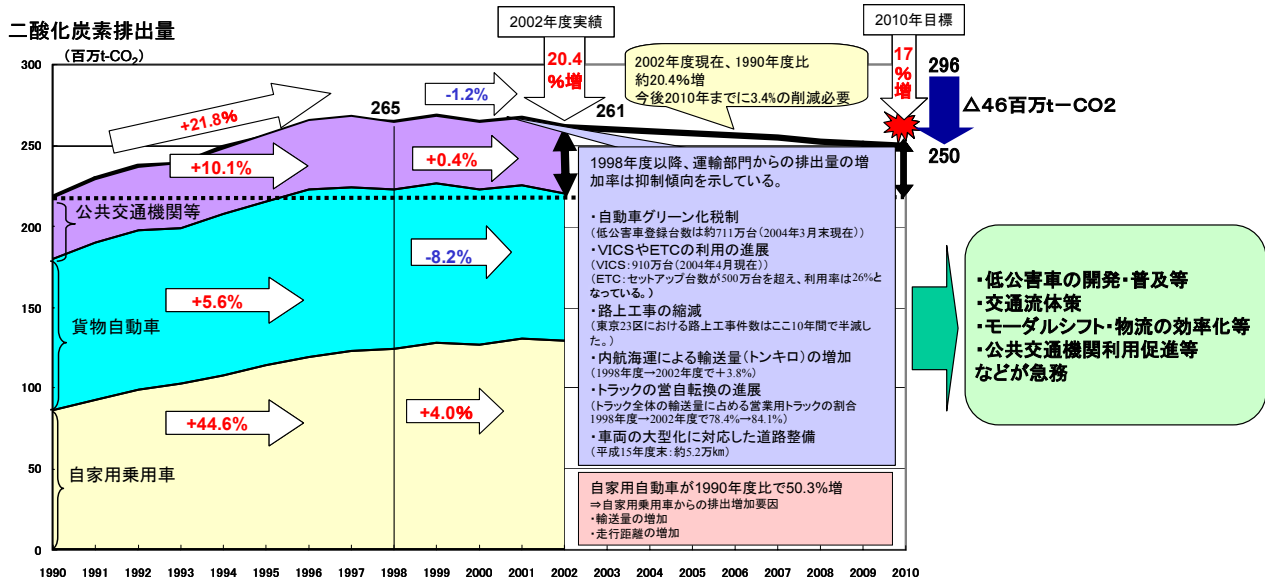 二酸化炭素排出量
(百万t-CO2)
2002年度実績
20.4
%増
2010年目標
17
%増
296
△46百万t－CO2
250
2002年度現在、1990年度比
約20.4%増
今後2010年までに3.4%の削減必要
300
250
200
150
100
50
0
+21.8%
265
-1.2%
261
+10.1%
+0.4%
公共交通機関等
-8.2%
+5.6%
貨物自動車
+44.6%
+4.0%
自家用乗用車
1998年度以降、運輸部門からの排出量の増
加率は抑制傾向を示している。
・自動車グリーン化税制
(低公害車登録台数は約711万台(2004年3月末現在))
・VICSやETCの利用の進展
(VICS:910万台(2004年4月現在))
(ETC:セットアップ台数が500万台を超え、利用率は26%と
なっている。)
・路上工事の縮減
(東京23区における路上工事件数はここ10年間で半減し
た。)
・内航海運による輸送量(トンキロ)の増加
(1998年度→2002年度で+3.8%)
・トラックの営自転換の進展
(トラック全体の輸送量に占める営業用トラックの割合
1998年度→2002年度で78.4%→84.1%)
・車両の大型化に対応した道路整備
(平成15年度末:約5.2万km)
自家用自動車が1990年度比で50.3%増
⇒自家用乗用車からの排出増加要因
・輸送量の増加
・走行距離の増加
・低公害車の開発・普及等
・交通流体策
・モーダルシフト・物流の効率化等
・公共交通機関利用促進等
などが急務
1990 1991 1992 1993 1994 1995 1996 1997 1998 1999 2000 2001 2002 2003 2004 2005 2006 2007 2008 2009 2010